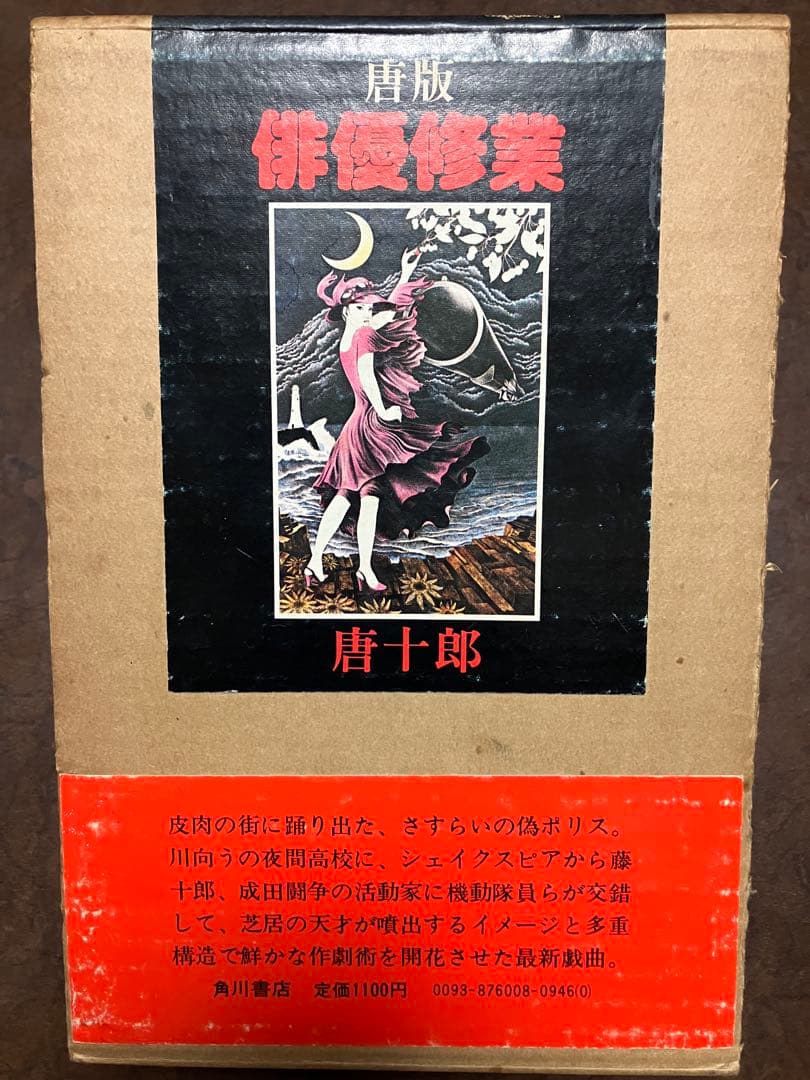 唐版
俳優修業
唐十郎
皮肉の街に踊り出た、さすらいの偽ポリス。
川向うの夜間高校に、シェイクスピアから藤
十郎、成田闘争の活動家に機動隊員らが交錯
して、芝居の天才が噴出するイメージと多重
構造で鮮かな作劇術を開花させた最新戯曲。
角川書店 定価1100円 0093-876008-0946(0)